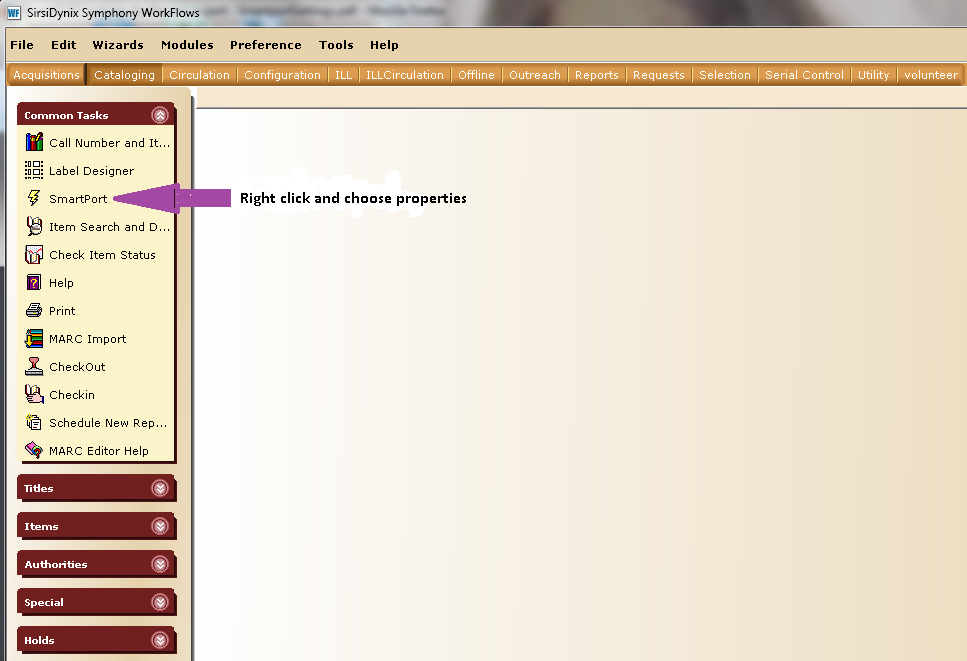 SirsiDynix Symphony WorkFlows
File Edit Wizards Modules Preference Tools Help
Acquisitions Cataloging Circulation Configuration ILL ILLCirculation Offline Outreach Reports Requests Selection Serial Control Utility volunteer
Common Tasks
Call Number and It...
Label Designer
SmartPort
Right click and choose properties
Item Search and D...
Check Item Status
Help
Print
MARC Import
CheckOut
Checkin
Schedule New Rep...
MARC Editor Help
Titles
Items
Authorities
Special
Holds